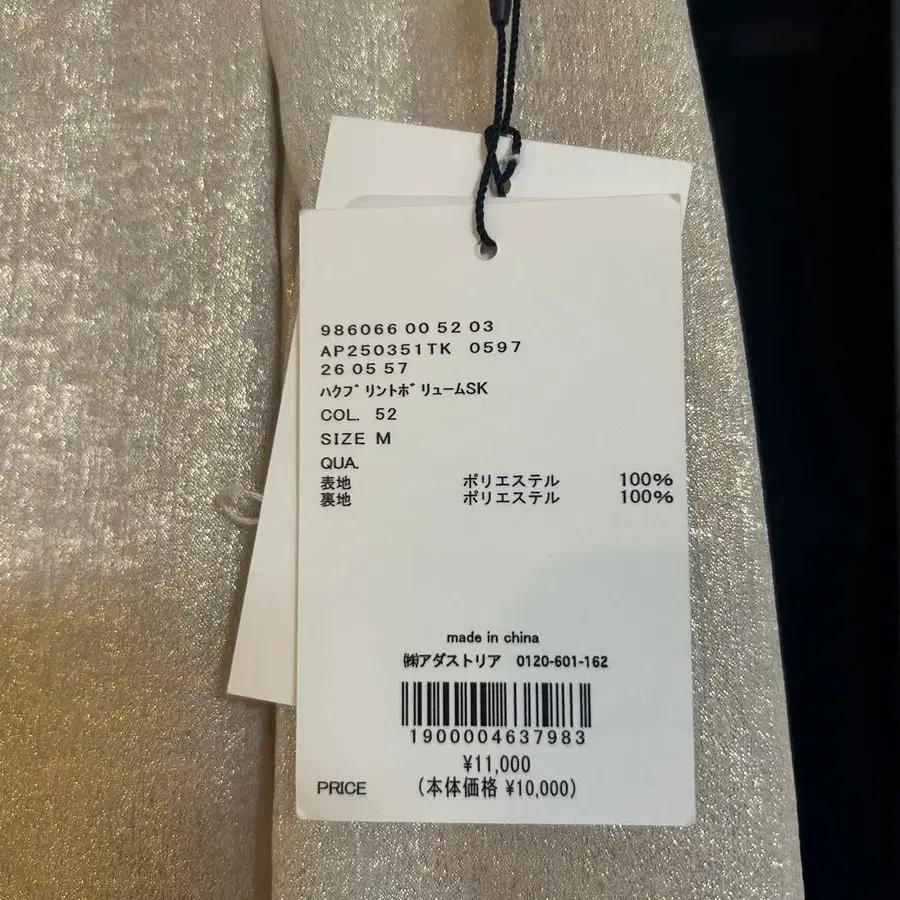 986066 00 52 03
AP250351TK 0597
26 05 57
ﾊｸﾌﾟﾘﾝﾄﾎﾞﾘｭｰﾑSK
COL. 52
SIZE M
QUA.
表地 ポリエステル 100%
裏地 ポリエステル 100%
made in china
㈱アダストリア 0120-601-162
1900004637983
¥11,000
PRICE (本体価格 ¥10,000)